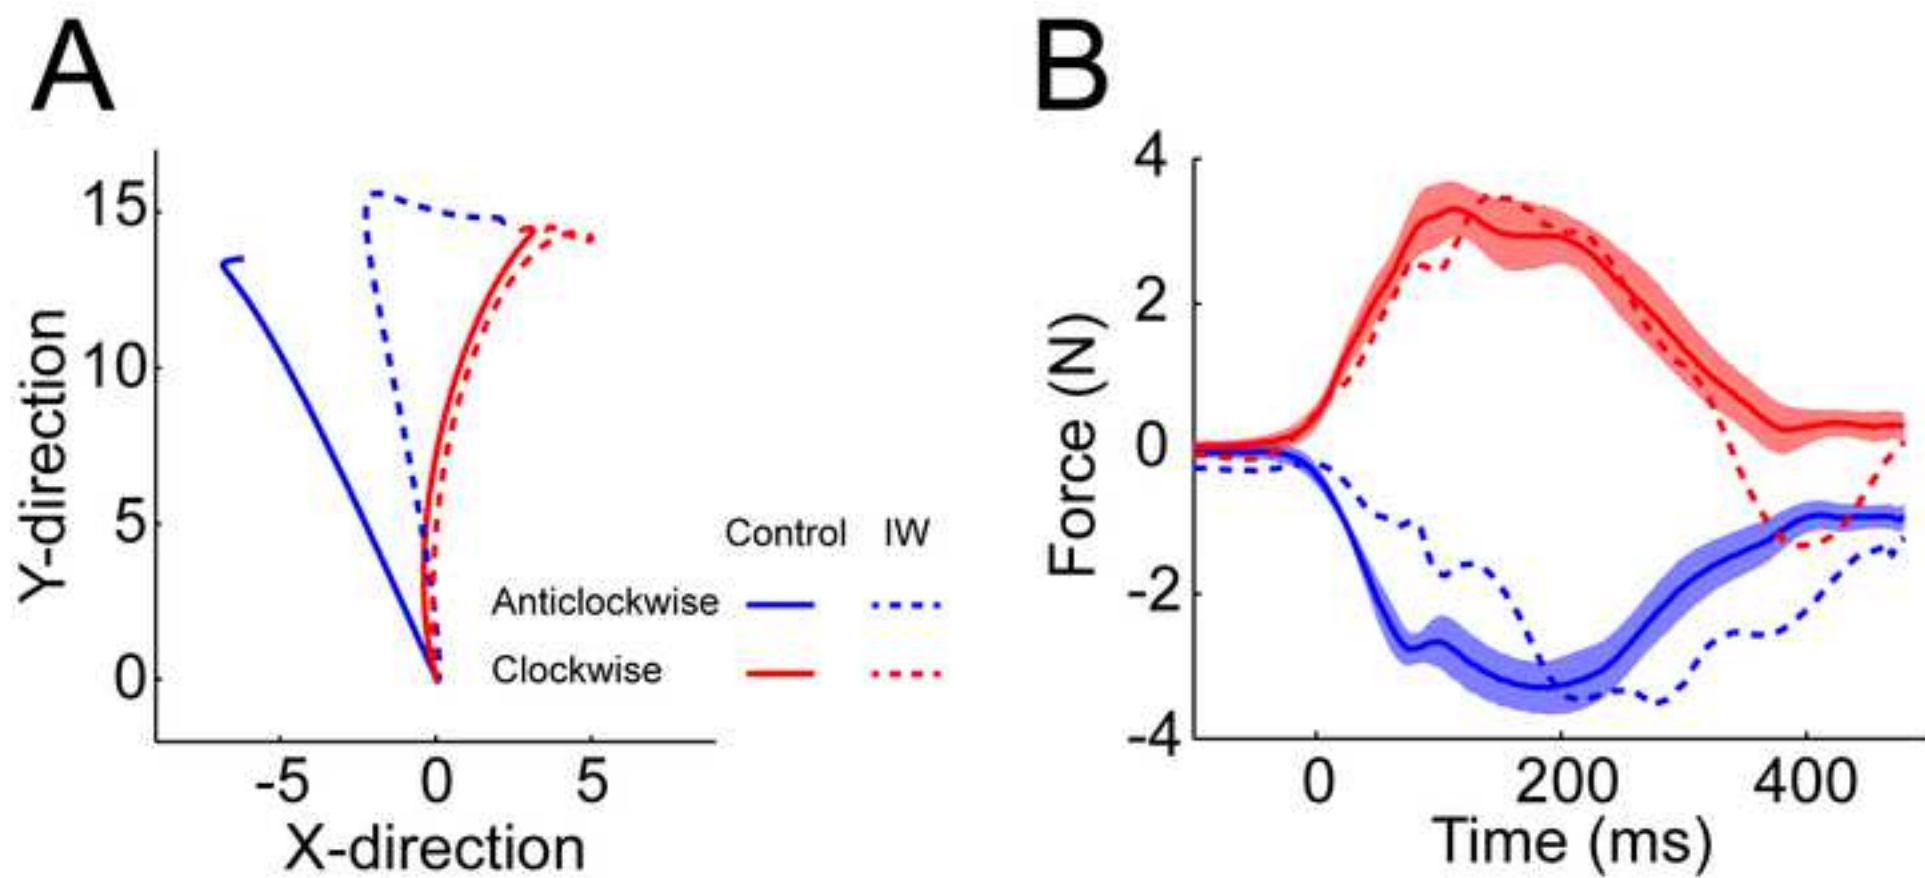 A
Y-direction
15
10
5
0
-5
0
5
X-direction
Control IW
Anticlockwise
Clockwise
B
Force (N)
4
2
0
-2
-4
0
200
400
Time (ms)